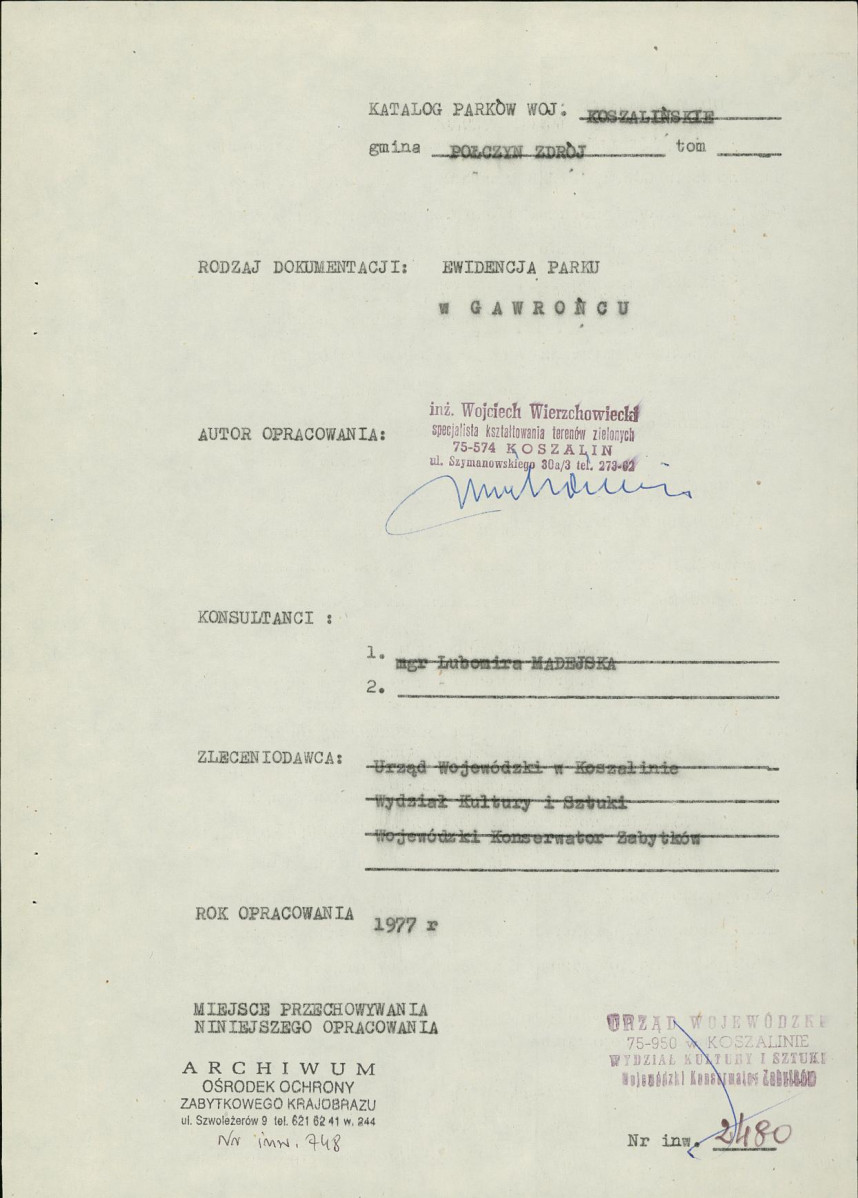 KATALOG PARKÓW WOJ. KOSZALIŃSKIE
gmina POŁCZYN ZDRÓJ tom
RODZAJ DOKUMENTACJI: EWIDENCJA PARKU
w GAWROŃCU
AUTOR OPRACOWANIA:
inż. Wojciech Wierzchowiecki
specjalista kształtowania terenów zielonych
75-574 KOSZALIN
ul. Szymanowskiego 30a/3 tel. 273-62
KONSULTANCI :
1. mgr Lubomira MADEJSKA
2.
ZLECENIODAWCA: Urząd Wojewódzki w Koszalinie
Wydział Kultury i Sztuki
Wojewódzki Konserwator Zabytków
ROK OPRACOWANIA 1977 r
MIEJSCE PRZECHOWYWANIA
NINIEJSZEGO OPRACOWANIA
ARCHIWUM
OŚRODEK OCHRONY
ZABYTKOWEGO KRAJOBRAZU
ul. Szwoleżerów 9 tel. 621 62 41 w. 244
Nr inw. 748
URZĄD WOJEWÓDZKI
75-950 w KOSZALINIE
WYDZIAŁ KULTURY I SZTUKI
Wojewódzki Konserwator Zabytków
Nr inw. 2480